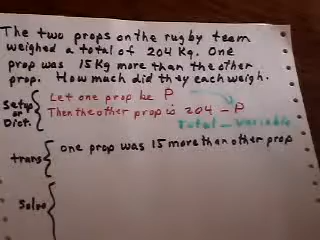 The two props on the rugby team
weighed a total of 204 Kg. One
prop was 15 Kg more than the other
prop. How much did they each weigh.
Setup or Dict. { Let one prop be P
Then the other prop is 204 - P
Total - variable
trans { one prop was 15 more than other prop
Solve {